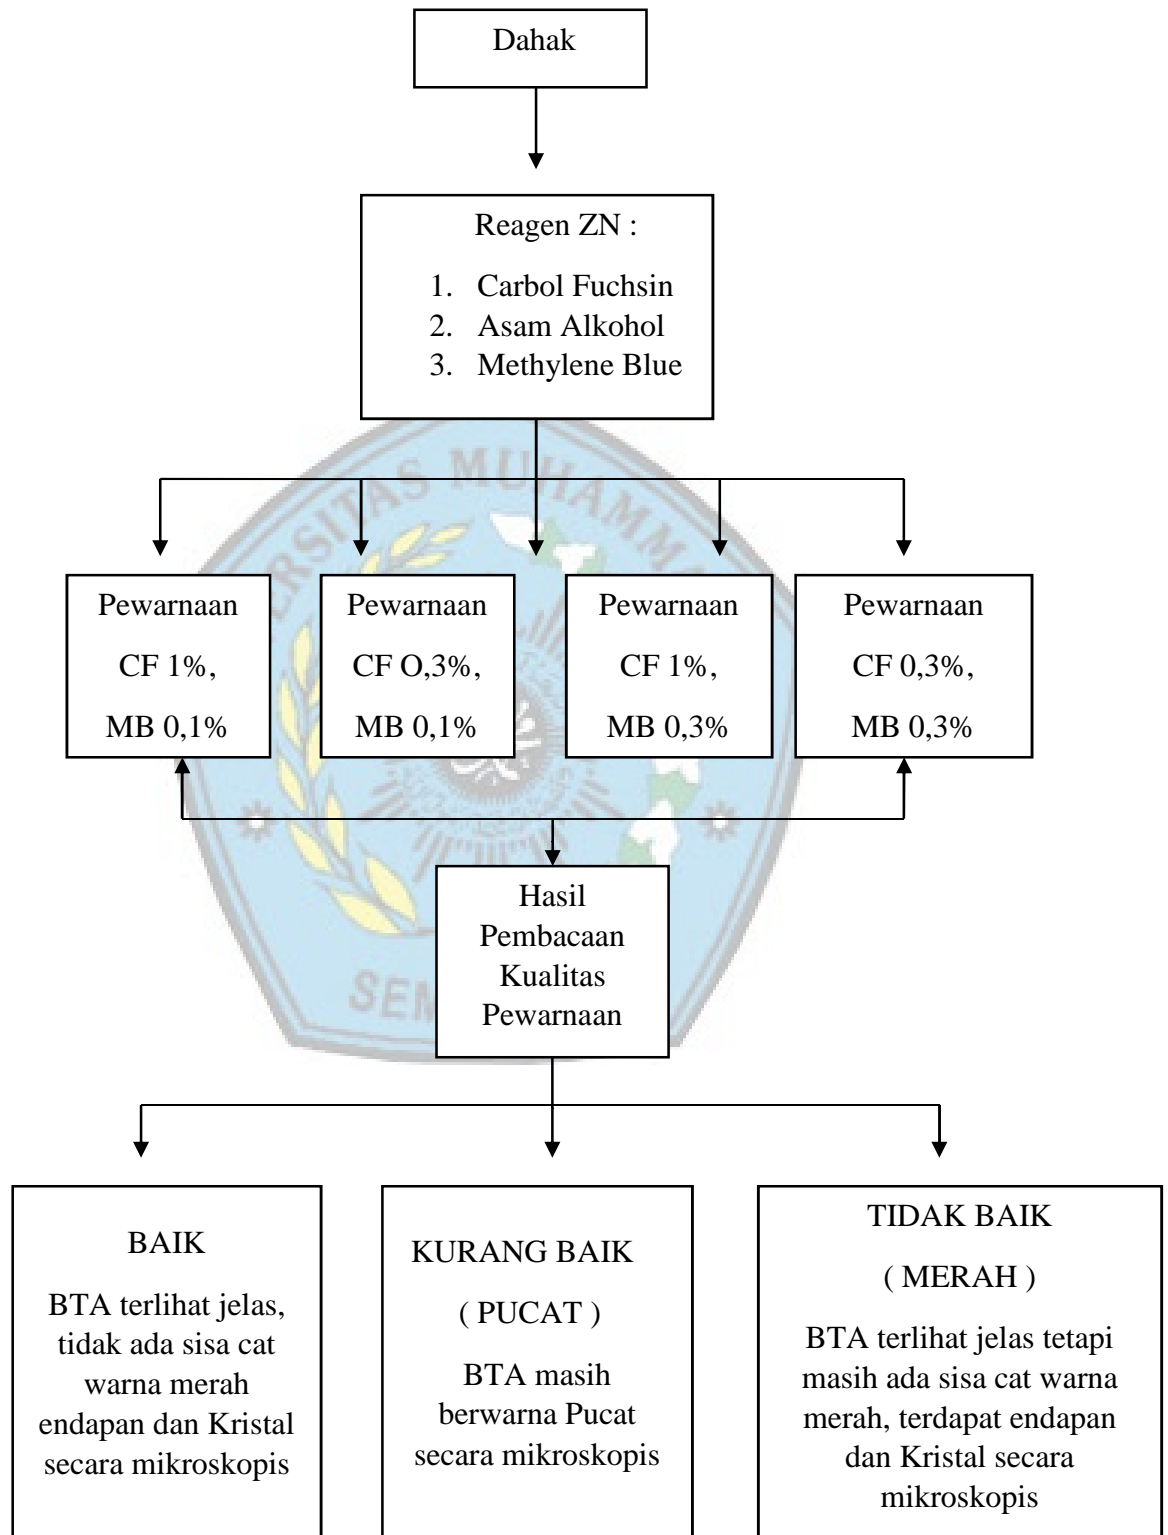 Dahak
Reagen ZN :
1. Carbol Fuchsin
2. Asam Alkohol
3. Methylene Blue
Pewarnaan
CF 1%,
MB 0,1%
Pewarnaan
CF O,3%,
MB 0,1%
Pewarnaan
CF 1%,
MB 0,3%
Pewarnaan
CF 0,3%,
MB 0,3%
Hasil
Pembacaan
Kualitas
Pewarnaan
BAIK
BTA terlihat jelas,
tidak ada sisa cat
warna merah
endapan dan Kristal
secara mikroskopis
KURANG BAIK
( PUCAT )
BTA masih
berwarna Pucat
secara mikroskopis
TIDAK BAIK
( MERAH )
BTA terlihat jelas tetapi
masih ada sisa cat warna
merah, terdapat endapan
dan Kristal secara
mikroskopis